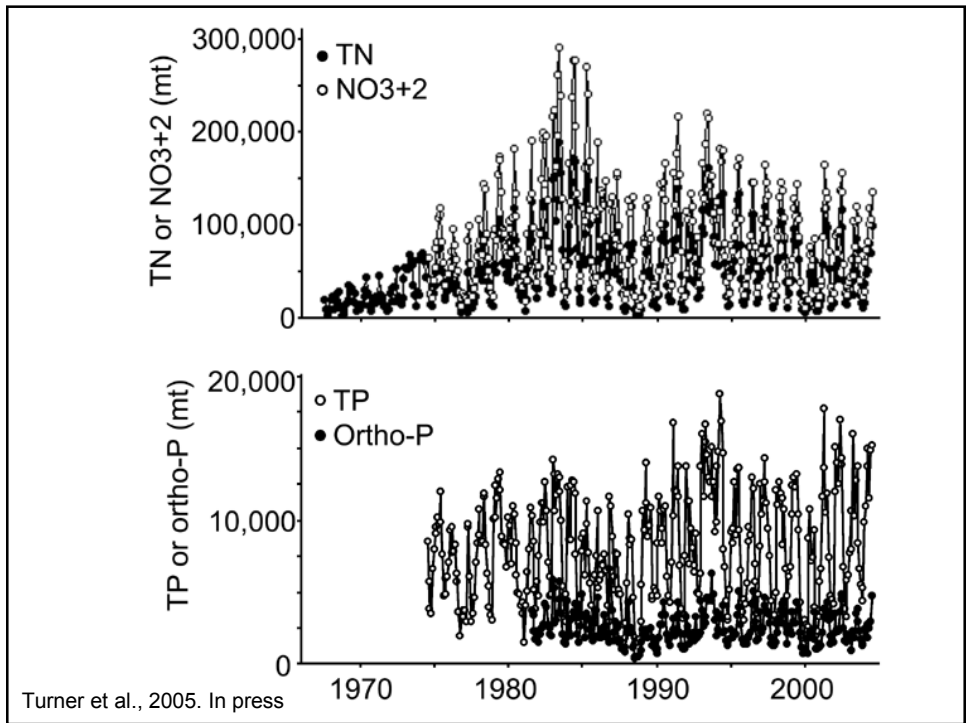 300,000
200,000
100,000
0
TN or NO3+2 (mt)
TN
NO3+2
20,000
10,000
0
TP or ortho-P (mt)
TP
Ortho-P
1970 1980 1990 2000
Turner et al., 2005. In press